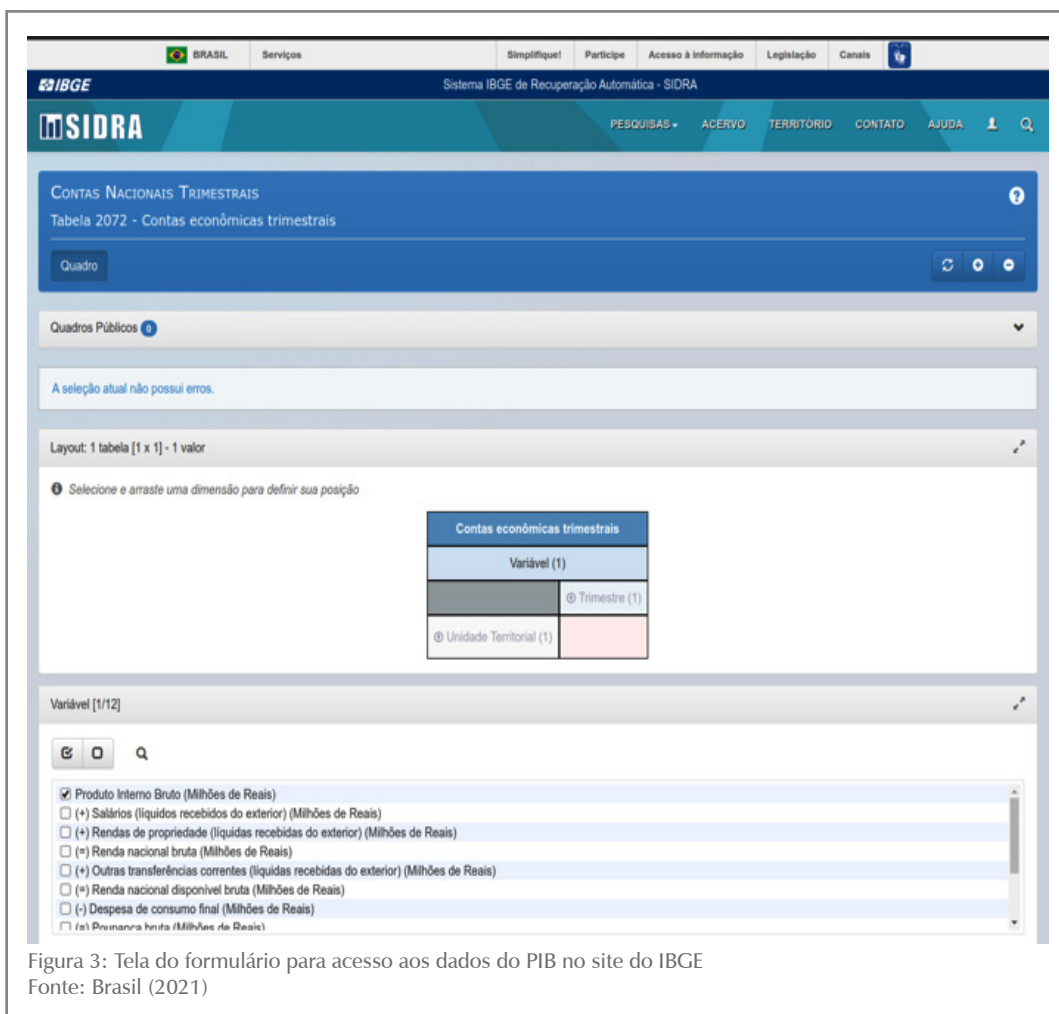 BRASIL Serviços Simplifique! Participe Acesso à informação Legislação Canais
IBGE Sistema IBGE de Recuperação Automática - SIDRA
SIDRA PESQUISAS ACERVO TERRITÓRIO CONTATO AJUDA
CONTAS NACIONAIS TRIMESTRAIS
Tabela 2072 - Contas econômicas trimestrais
Quadro
Quadros Públicos 0
A seleção atual não possui erros.
Layout: 1 tabela [1 x 1] - 1 valor
Selecione e arraste uma dimensão para definir sua posição
Contas econômicas trimestrais
Variável (1)
Trimestre (1)
Unidade Territorial (1)
Variável [1/12]
Produto Interno Bruto (Milhões de Reais)
(+) Salários (líquidos recebidos do exterior) (Milhões de Reais)
(+) Rendas de propriedade (líquidas recebidas do exterior) (Milhões de Reais)
(=) Renda nacional bruta (Milhões de Reais)
(+) Outras transferências correntes (líquidas recebidas do exterior) (Milhões de Reais)
(=) Renda nacional disponível bruta (Milhões de Reais)
(-) Despesa de consumo final (Milhões de Reais)
(=) Poupança bruta (Milhões de Reais)
Figura 3: Tela do formulário para acesso aos dados do PIB no site do IBGE
Fonte: Brasil (2021)